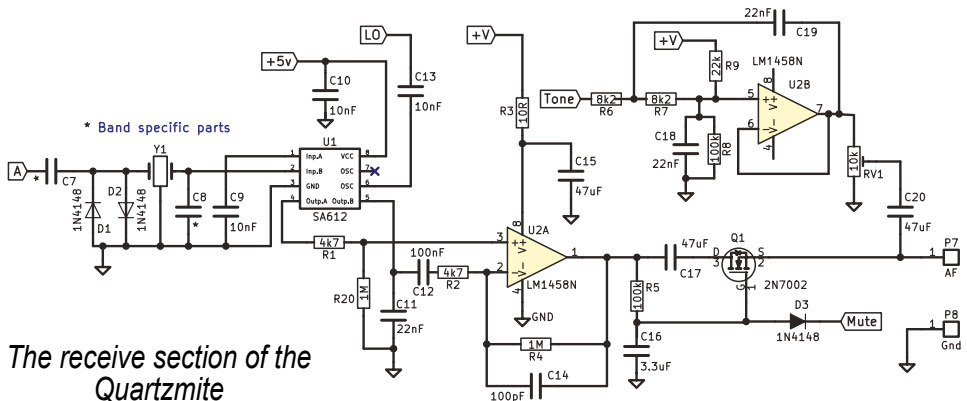 22nF
C19
LO
+V
+5v
C10
10nF
C13
10nF
+V
R9
22k
LM1458N
U2B
8
5
++
V+
6
-
V-
7
4
Tone
8k2
R6
8k2
R7
R3
10R
C18
22nF
R8
100k
10k
RV1
C15
47uF
C20
47uF
* Band specific parts
U1
1 Inp.A VCC 8
2 Inp.B OSC 7
3 GND OSC 6
4 Outp.A Outp.B 5
SA612
A
*
C7
Y1
D2
1N4148
1N4148
D1
C8
*
C9
10nF
4k7
R1
R20
1M
100nF
C12
4k7
R2
C11
22nF
8
U2A
3
++
V+
2
-
V-
1
4
LM1458N
GND
1M
R4
C14
100pF
R5
100k
47uF
C17
Q1
D
3
S
2
G
1
2N7002
D3
1N4148
Mute
C16
3.3uF
P7
1
AF
P8
1
Gnd
The receive section of the
Quartzmite